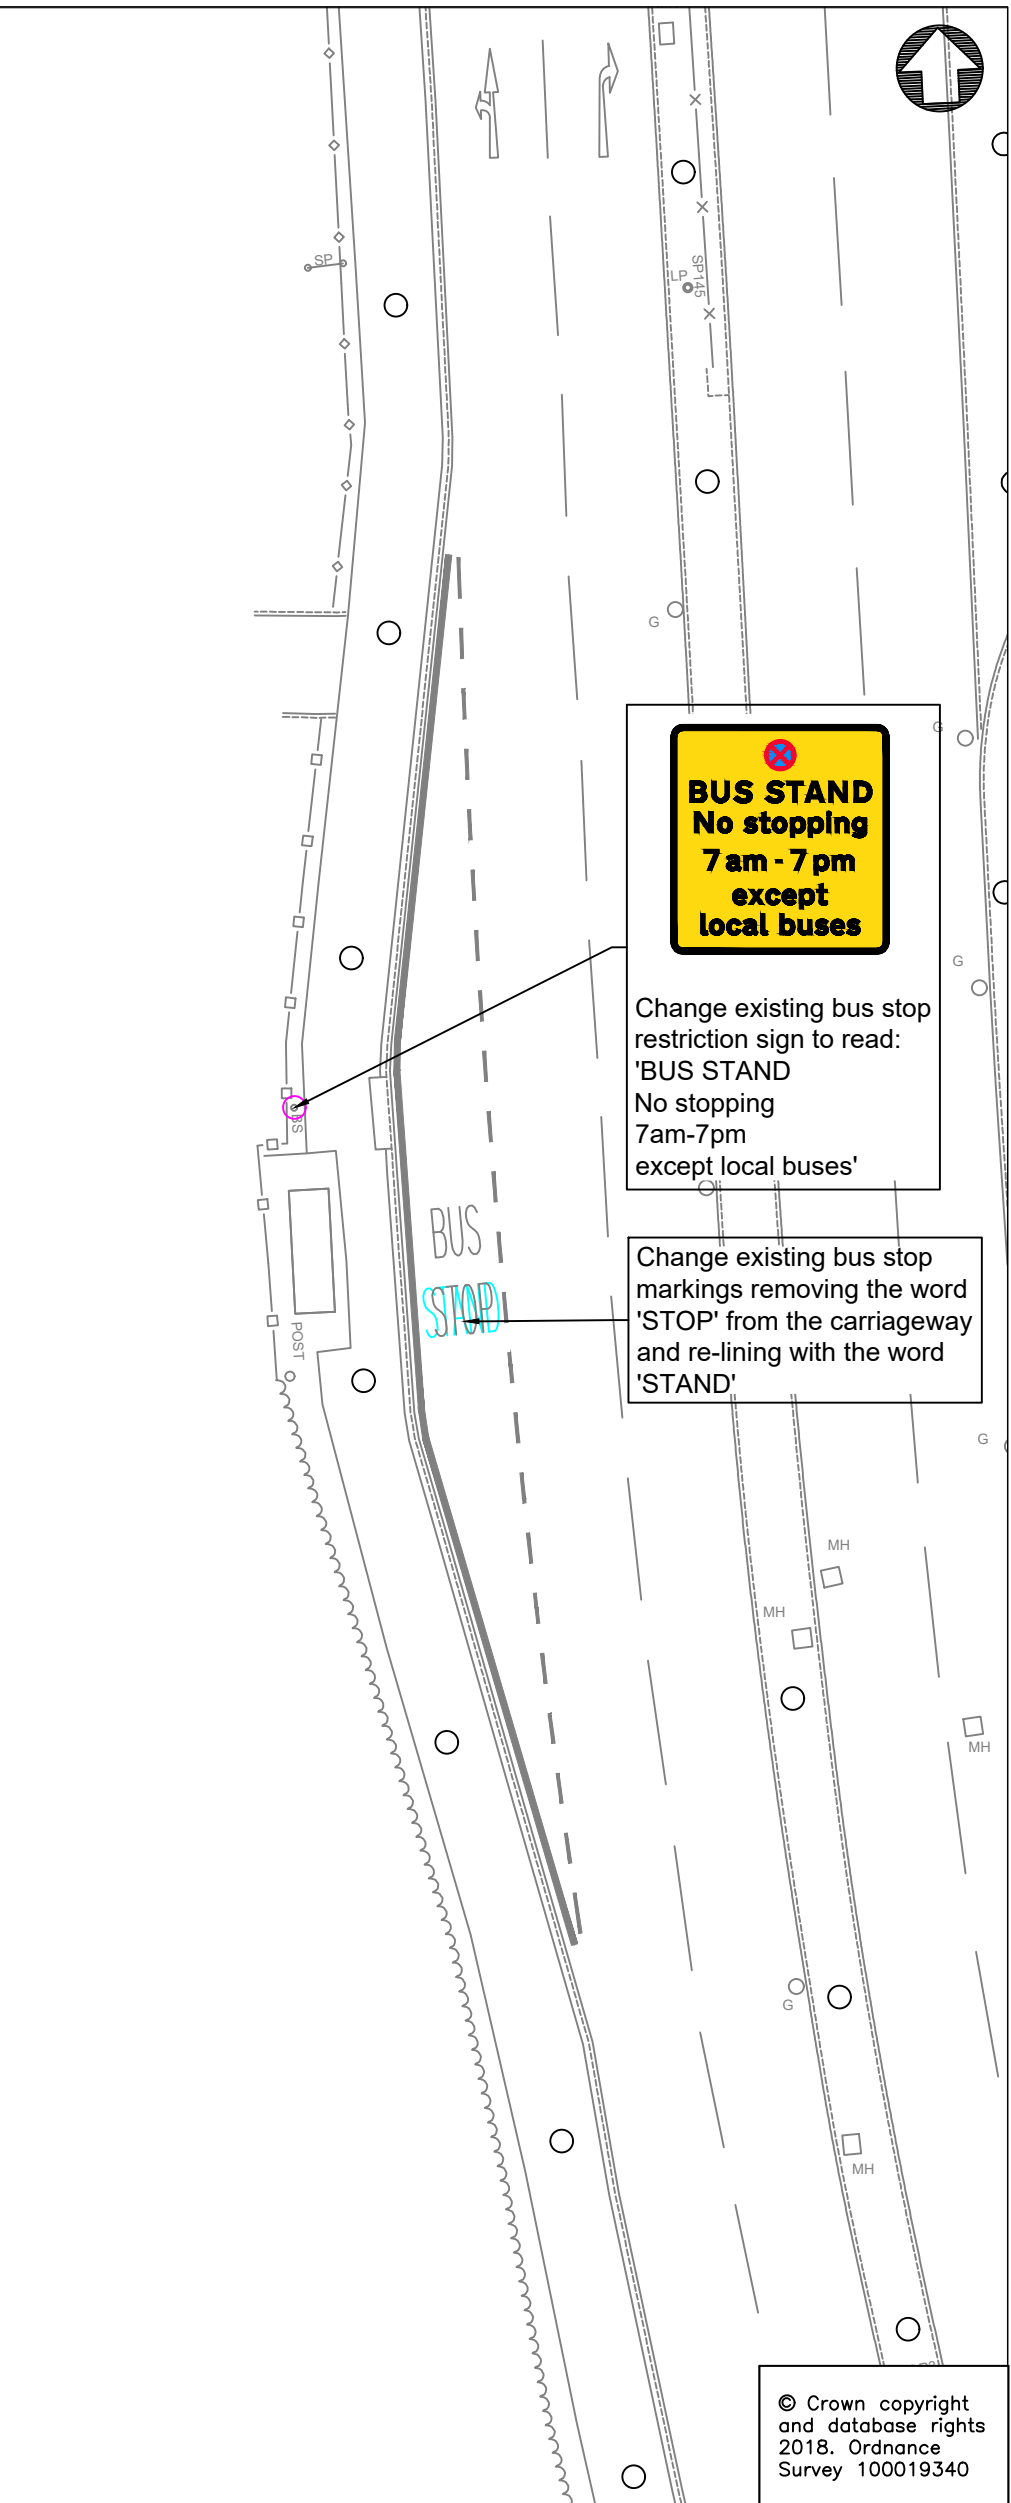 SP
LP
SP145
G
G
BUS STAND
No stopping
7 am - 7 pm
except
local buses
G
Change existing bus stop
restriction sign to read:
'BUS STAND
No stopping
7am-7pm
except local buses'
BS
BUS
STOP
STAND
Change existing bus stop
markings removing the word
'STOP' from the carriageway
and re-lining with the word
'STAND'
POST
G
MH
MH
MH
G
MH
© Crown copyright
and database rights
2018. Ordnance
Survey 100019340